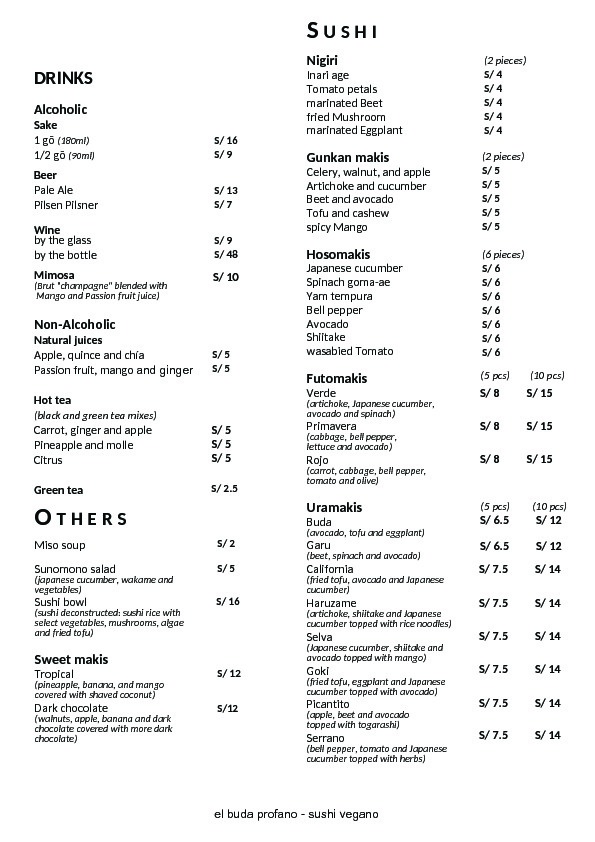 DRINKS
Alcoholic
Sake
1 gō (180ml) S/ 16
1/2 gō (90ml) S/ 9
Beer
Pale Ale S/ 13
Pilsen Pilsner S/ 7
Wine
by the glass S/ 9
by the bottle S/ 48
Mimosa S/ 10
(Brut "champagne" blended with
Mango and Passion fruit juice)
Non-Alcoholic
Natural juices
Apple, quince and chía S/ 5
Passion fruit, mango and ginger S/ 5
Hot tea
(black and green tea mixes)
Carrot, ginger and apple S/ 5
Pineapple and molle S/ 5
Citrus S/ 5
Green tea S/ 2.5
OTHERS
Miso soup S/ 2
Sunomono salad S/ 5
(japanese cucumber, wakame and
vegetables)
Sushi bowl S/ 16
(sushi deconstructed: sushi rice with
select vegetables, mushrooms, algae
and fried tofu)
Sweet makis
Tropical S/ 12
(pineapple, banana, and mango
covered with shaved coconut)
Dark chocolate S/12
(walnuts, apple, banana and dark
chocolate covered with more dark
chocolate)
SUSHI
Nigiri (2 pieces)
Inari age S/ 4
Tomato petals S/ 4
marinated Beet S/ 4
fried Mushroom S/ 4
marinated Eggplant S/ 4
Gunkan makis (2 pieces)
Celery, walnut, and apple S/ 5
Artichoke and cucumber S/ 5
Beet and avocado S/ 5
Tofu and cashew S/ 5
spicy Mango S/ 5
Hosomakis (6 pieces)
Japanese cucumber S/ 6
Spinach goma-ae S/ 6
Yam tempura S/ 6
Bell pepper S/ 6
Avocado S/ 6
Shiitake S/ 6
wasabied Tomato S/ 6
Futomakis (5 pcs) (10 pcs)
Verde S/ 8 S/ 15
(artichoke, Japanese cucumber,
avocado and spinach)
Primavera S/ 8 S/ 15
(cabbage, bell pepper,
lettuce and avocado)
Rojo S/ 8 S/ 15
(carrot, cabbage, bell pepper,
tomato and olive)
Uramakis (5 pcs) (10 pcs)
Buda S/ 6.5 S/ 12
(avocado, tofu and eggplant)
Garu S/ 6.5 S/ 12
(beet, spinach and avocado)
California S/ 7.5 S/ 14
(fried tofu, avocado and Japanese
cucumber)
Haruzame S/ 7.5 S/ 14
(artichoke, shiitake and Japanese
cucumber topped with rice noodles)
Selva S/ 7.5 S/ 14
(Japanese cucumber, shiitake and
avocado topped with mango)
Goki S/ 7.5 S/ 14
(fried tofu, eggplant and Japanese
cucumber topped with avocado)
Picantito S/ 7.5 S/ 14
(apple, beet and avocado
topped with togarashi)
Serrano S/ 7.5 S/ 14
(bell pepper, tomato and Japanese
cucumber topped with herbs)
el buda profano - sushi vegano